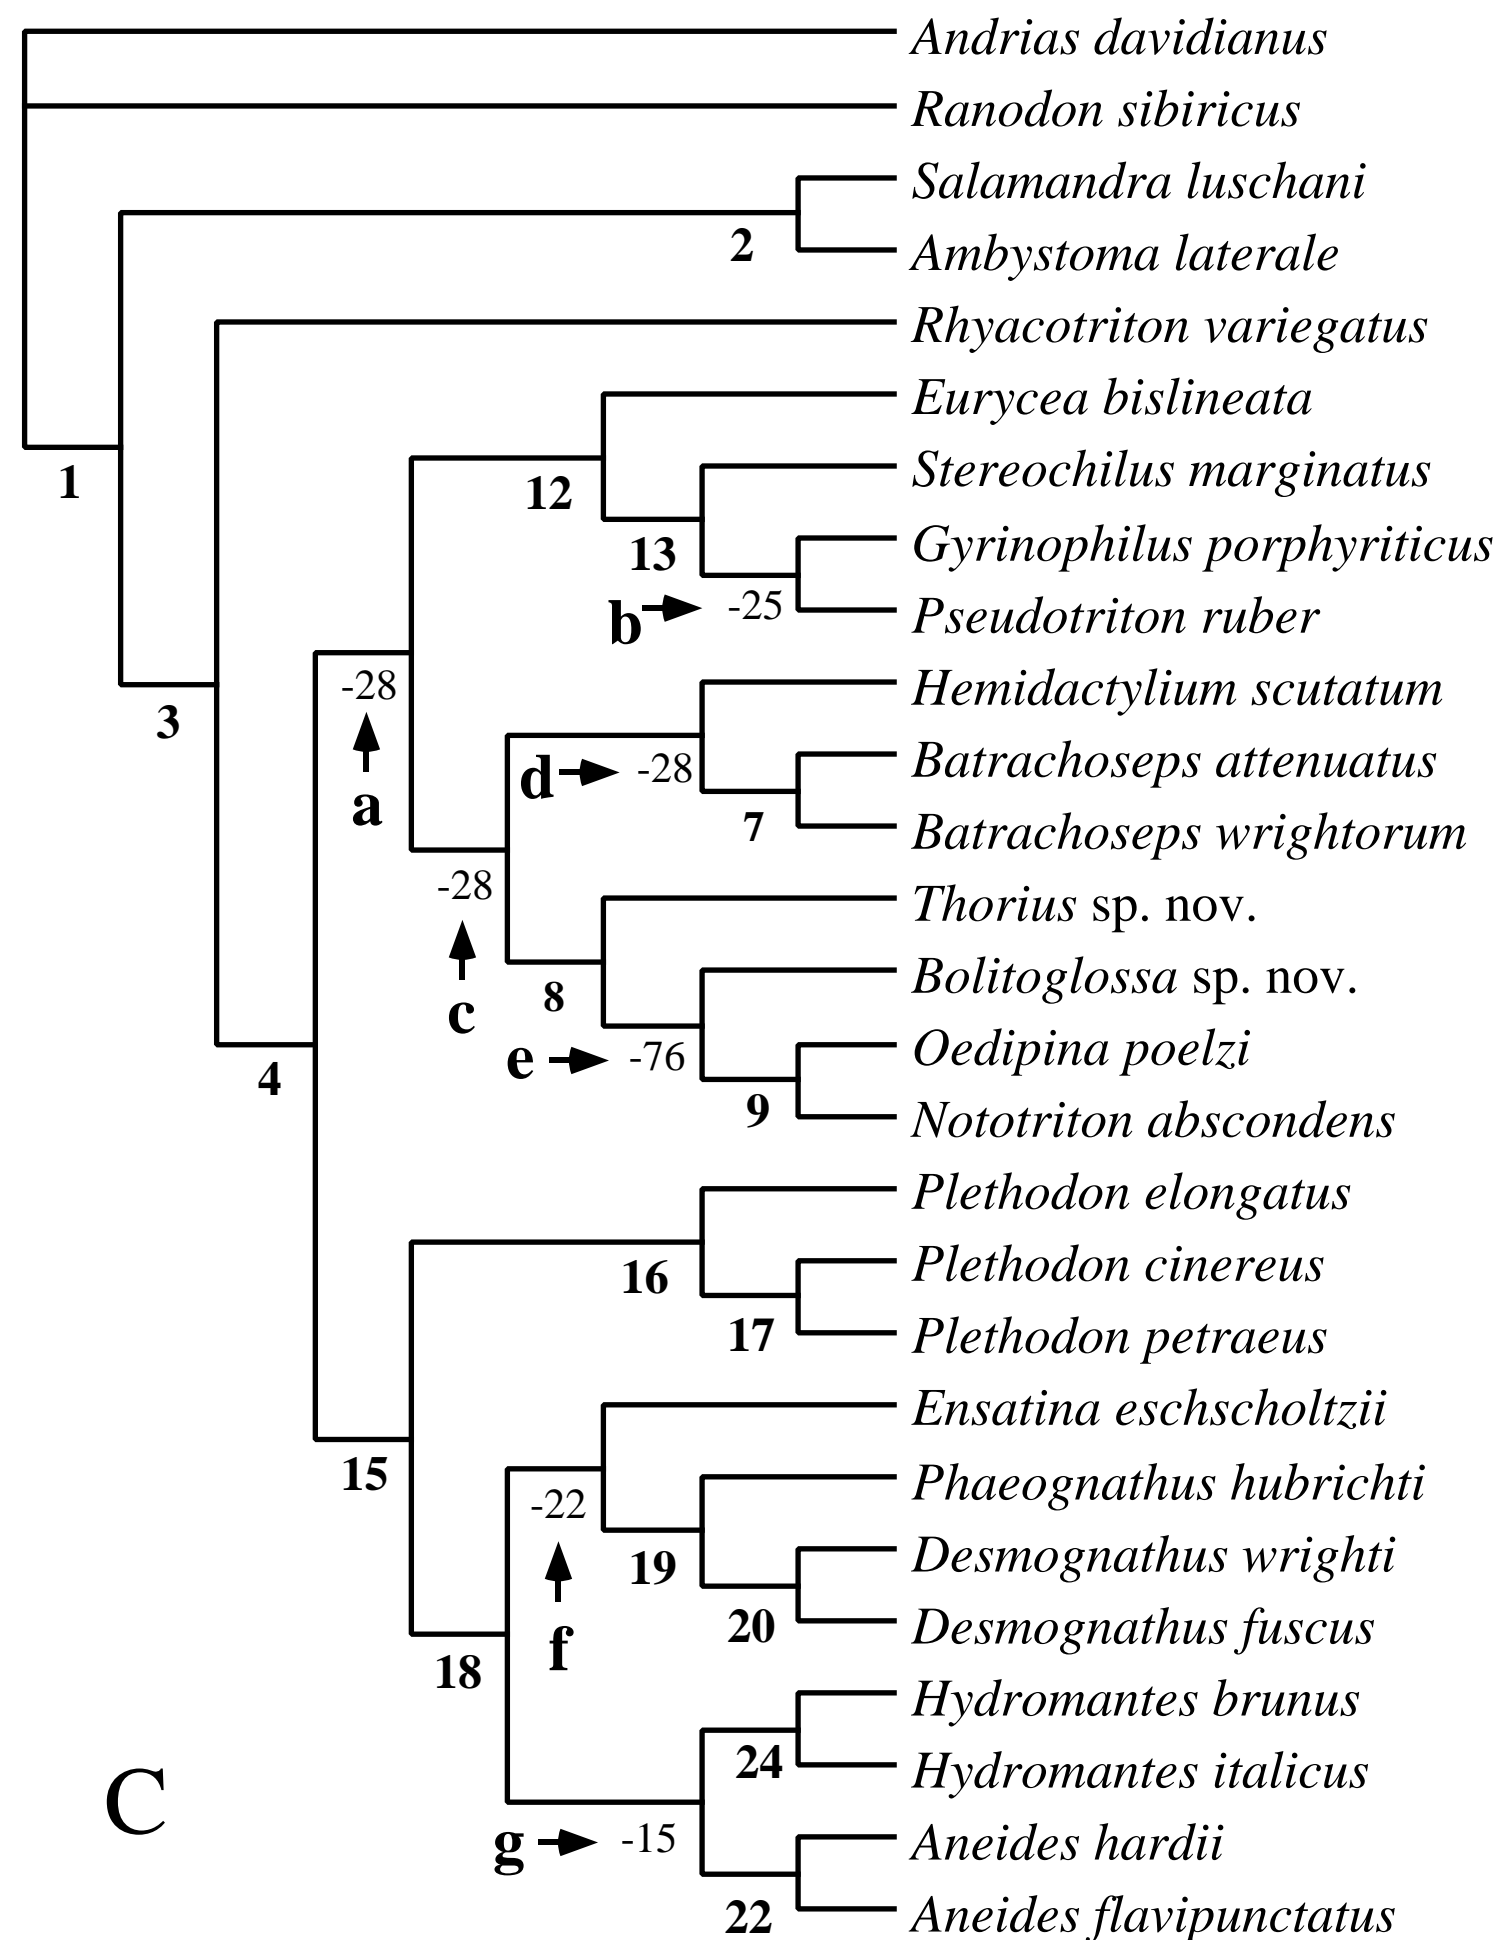 Andrias davidianus
Ranodon sibiricus
Salamandra luschani
2
Ambystoma laterale
Rhyacotriton variegatus
Eurycea bislineata
Stereochilus marginatus
1
12
Gyrinophilus porphyriticus
13
b
-25
Pseudotriton ruber
-28
Hemidactylium scutatum
3
d
-28
Batrachoseps attenuatus
a
7
Batrachoseps wrightorum
-28
Thorius sp. nov.
Bolitoglossa sp. nov.
8
c
Oedipina poelzi
e
-76
4
9
Nototriton abscondens
Plethodon elongatus
Plethodon cinereus
16
Plethodon petraeus
17
Ensatina eschscholtzii
15
Phaeognathus hubrichti
-22
Desmognathus wrighti
19
Desmognathus fuscus
20
f
18
Hydromantes brunus
24
Hydromantes italicus
C
g
-15
Aneides hardii
22
Aneides flavipunctatus